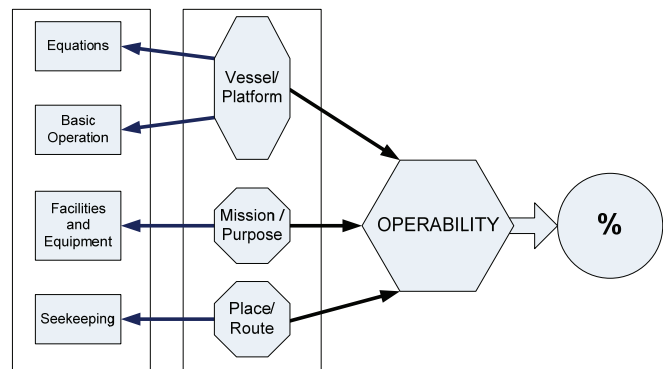 Equations
Basic
Operation
Facilities
and
Equipment
Seekeeping
Vessel/
Platform
Mission /
Purpose
Place/
Route
OPERABILITY
%